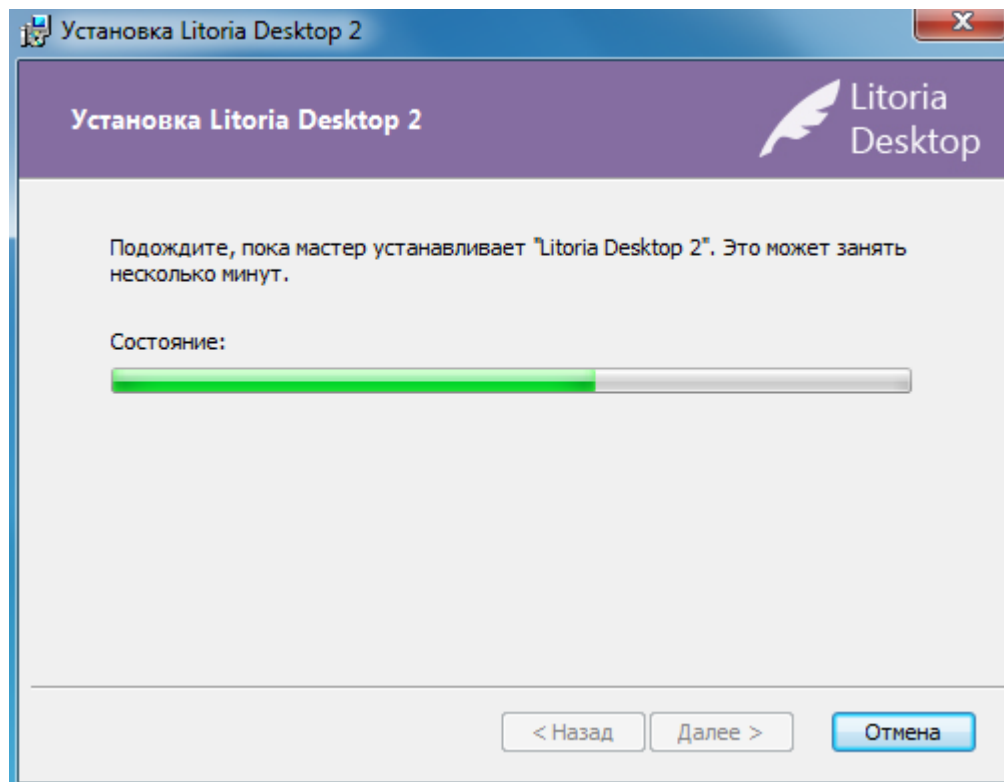 Установка Litoria Desktop 2
Установка Litoria Desktop 2
Litoria
Desktop
Подождите, пока мастер устанавливает "Litoria Desktop 2". Это может занять
несколько минут.
Состояние:
< Назад Далее > Отмена